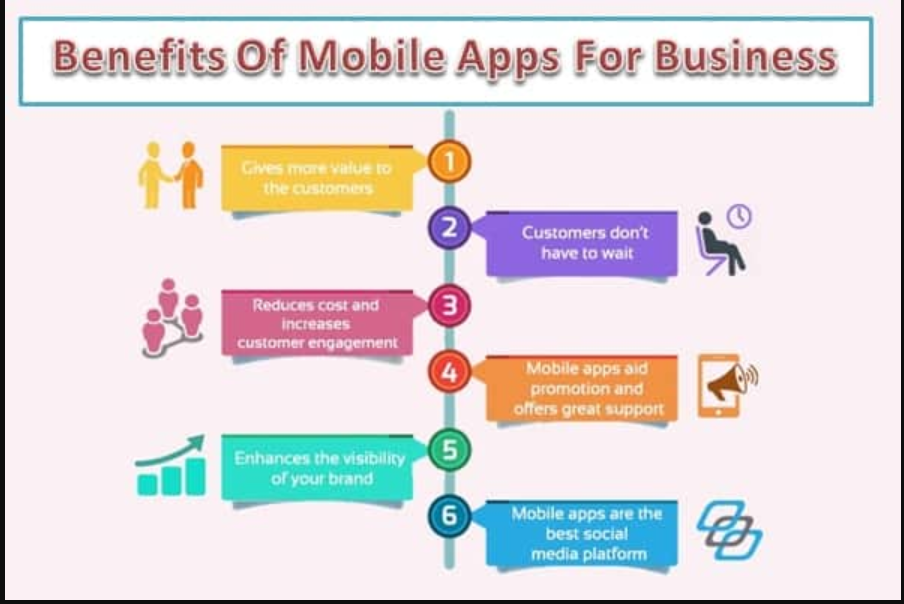 Benefits Of Mobile Apps For Business
1
Gives more value to
the customers
2
Customers don't
have to wait
3
Reduces cost and
increases
customer engagement
4
Mobile apps aid
promotion and
offers great support
5
Enhances the visibility
of your brand
6
Mobile apps are the
best social
media platform